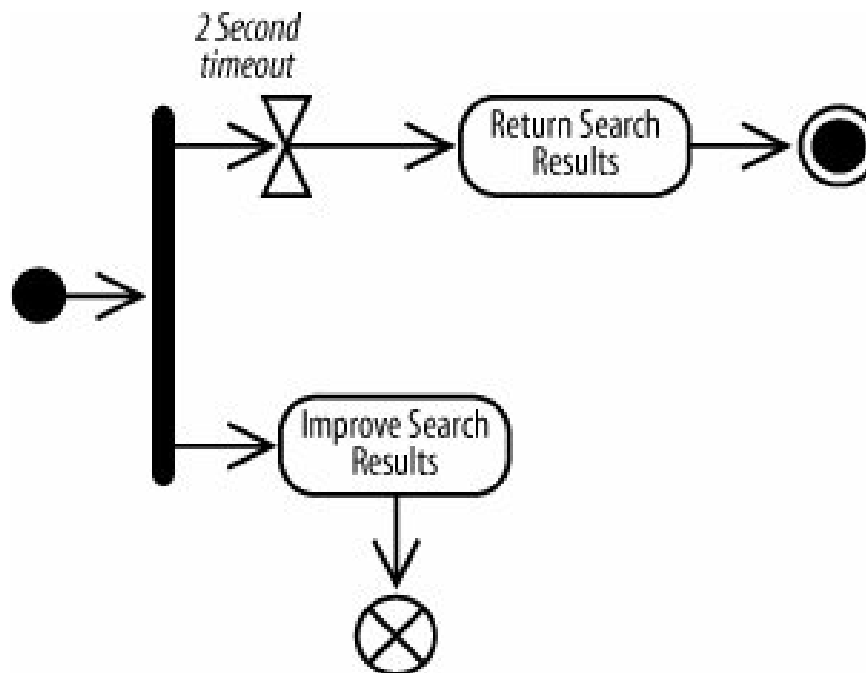 2 Second
timeout
Return Search
Results
Improve Search
Results